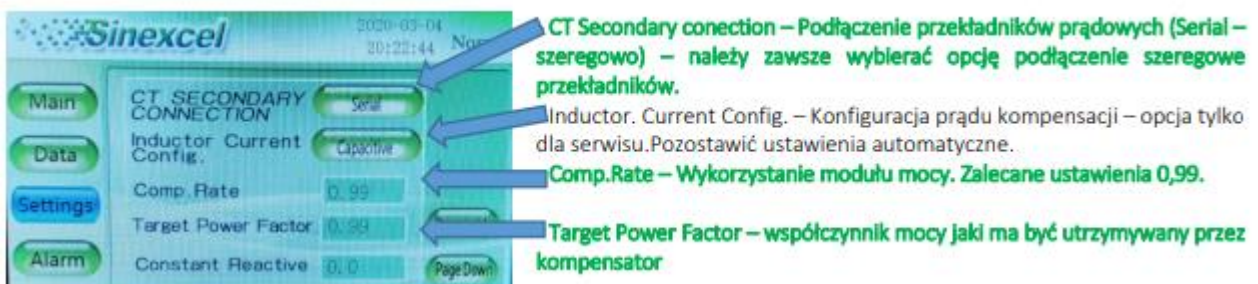 Sinexcel
2020-03-04
20:22:44
Main
Data
Settings
Alarm
CT SECONDARY
CONNECTION
Serial
Inductor Current
Config.
Capacitive
Comp.Rate
0.99
Target Power Factor
0.99
Constant Reactive
0.0
Page Down
CT Secondary conection – Podłączenie przekładników prądowych (Serial –
szeregowo) – należy zawsze wybierać opcję podłączenie szeregowe
przekładników.
Inductor. Current Config. – Konfiguracja prądu kompensacji – opcja tylko
dla serwisu.Pozostawić ustawienia automatyczne.
Comp.Rate – Wykorzystanie modułu mocy. Zalecane ustawienia 0,99.
Target Power Factor – współczynnik mocy jaki ma być utrzymywany przez
kompensator